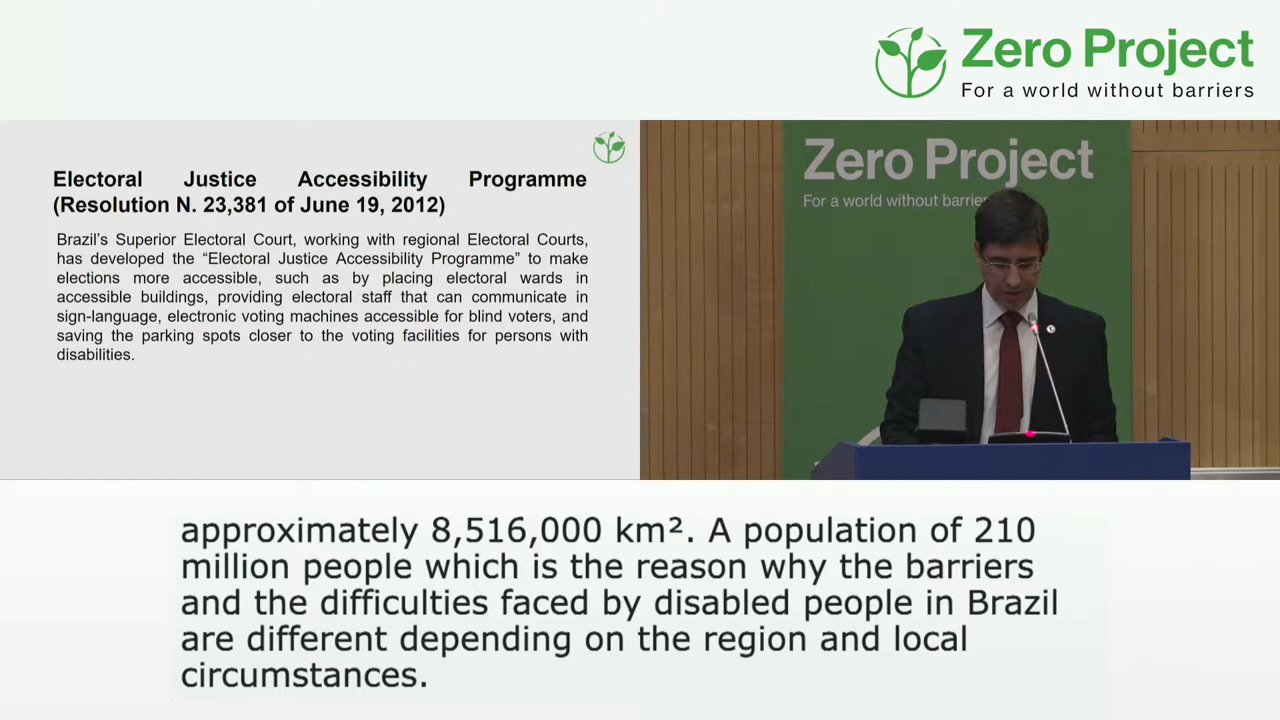 Zero Project
For a world without barriers
Electoral Justice Accessibility Programme
(Resolution N. 23,381 of June 19, 2012)
Brazil’s Superior Electoral Court, working with regional Electoral Courts,
has developed the “Electoral Justice Accessibility Programme” to make
elections more accessible, such as by placing electoral wards in
accessible buildings, providing electoral staff that can communicate in
sign-language, electronic voting machines accessible for blind voters, and
saving the parking spots closer to the voting facilities for persons with
disabilities.
Zero Project
For a world without barrie
approximately 8,516,000 km². A population of 210
million people which is the reason why the barriers
and the difficulties faced by disabled people in Brazil
are different depending on the region and local
circumstances.